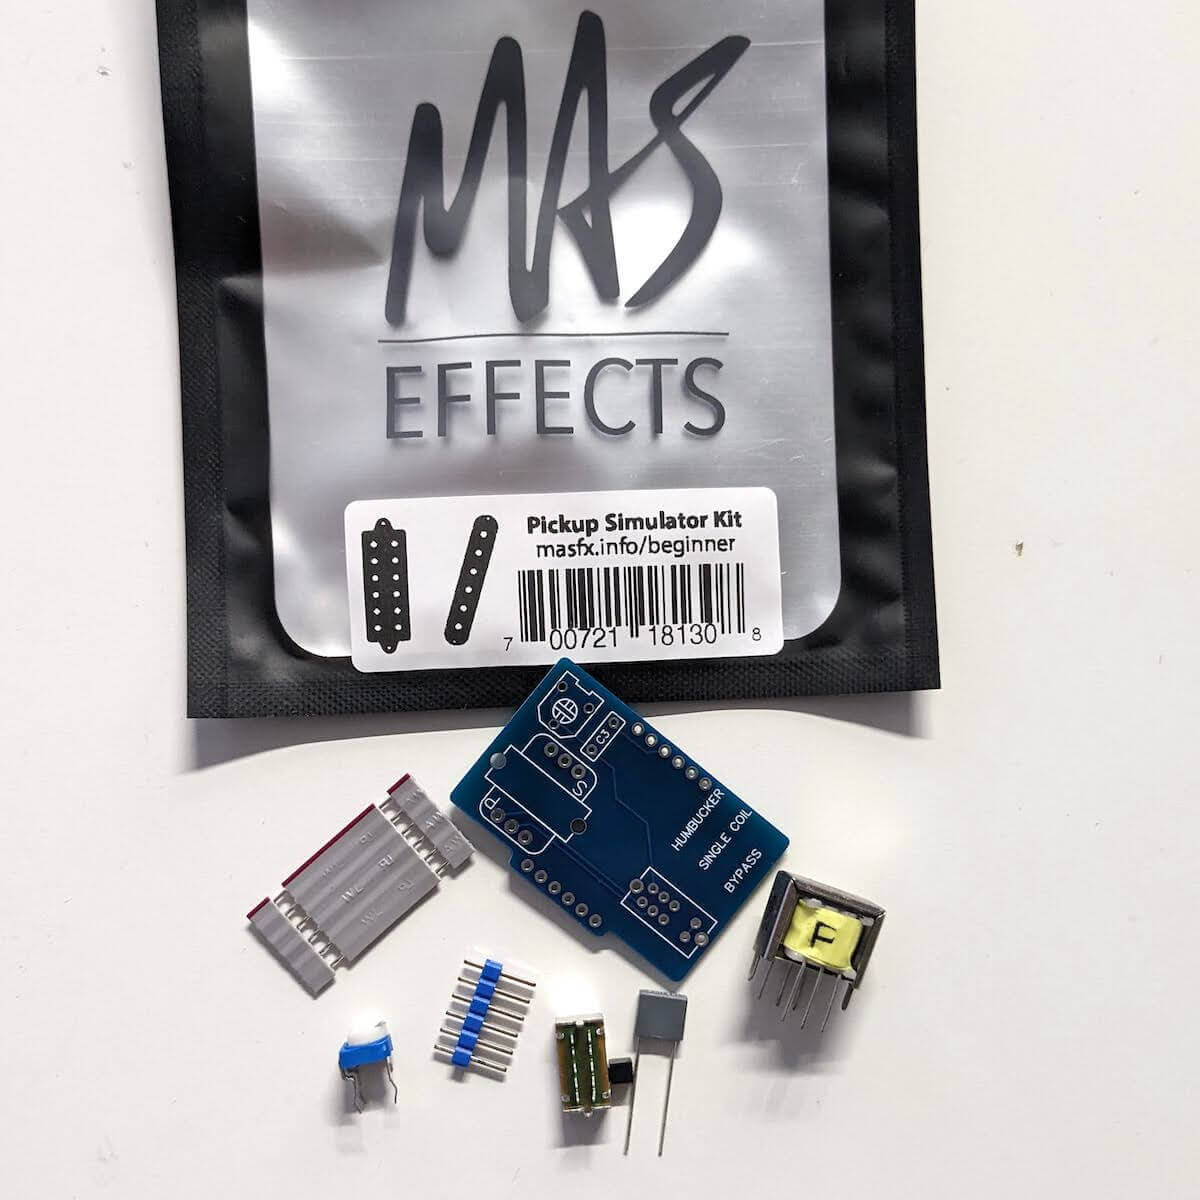 MAS
EFFECTS
Pickup Simulator Kit
masfx.info/beginner
7 00721 18130 8
C3
S
P
HUMBUCKER
SINGLE COIL
BYPASS
F